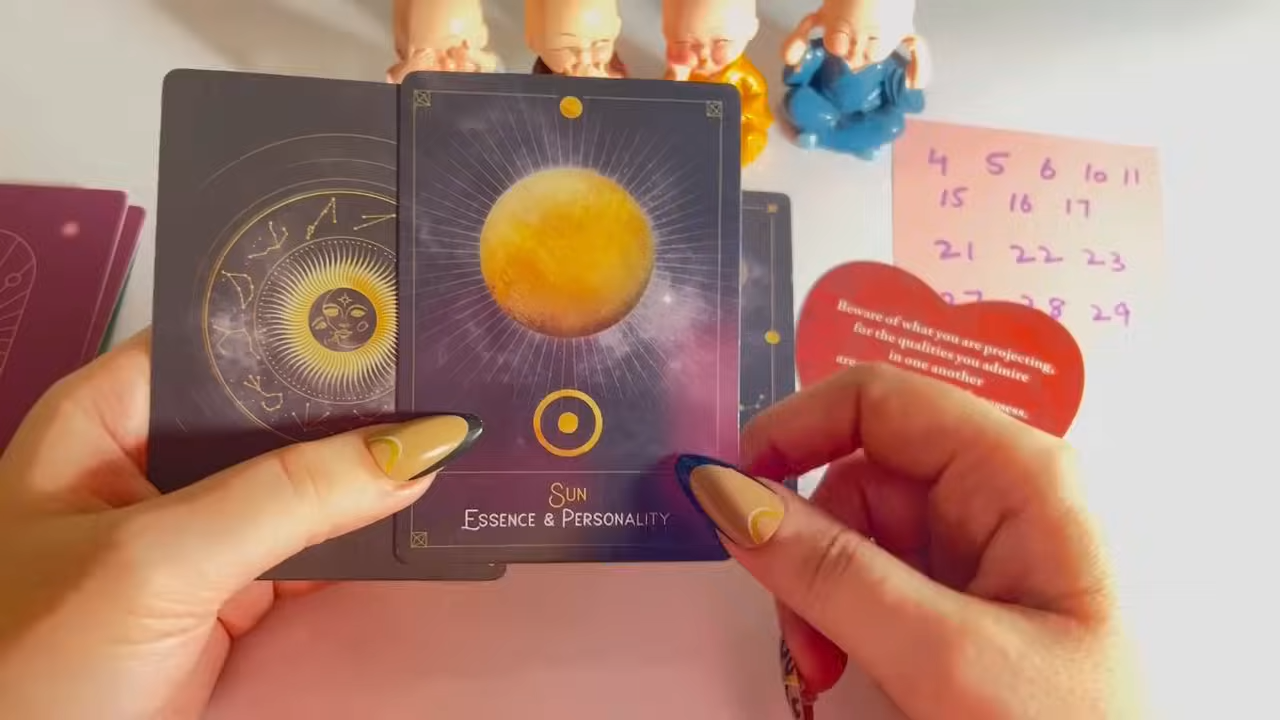 4 5 6 10 11
15 16 17
21 22 23
29
Beware of what you are projecting,
for the qualities you admire
in one another
are
SUN
ESSENCE & PERSONALITY